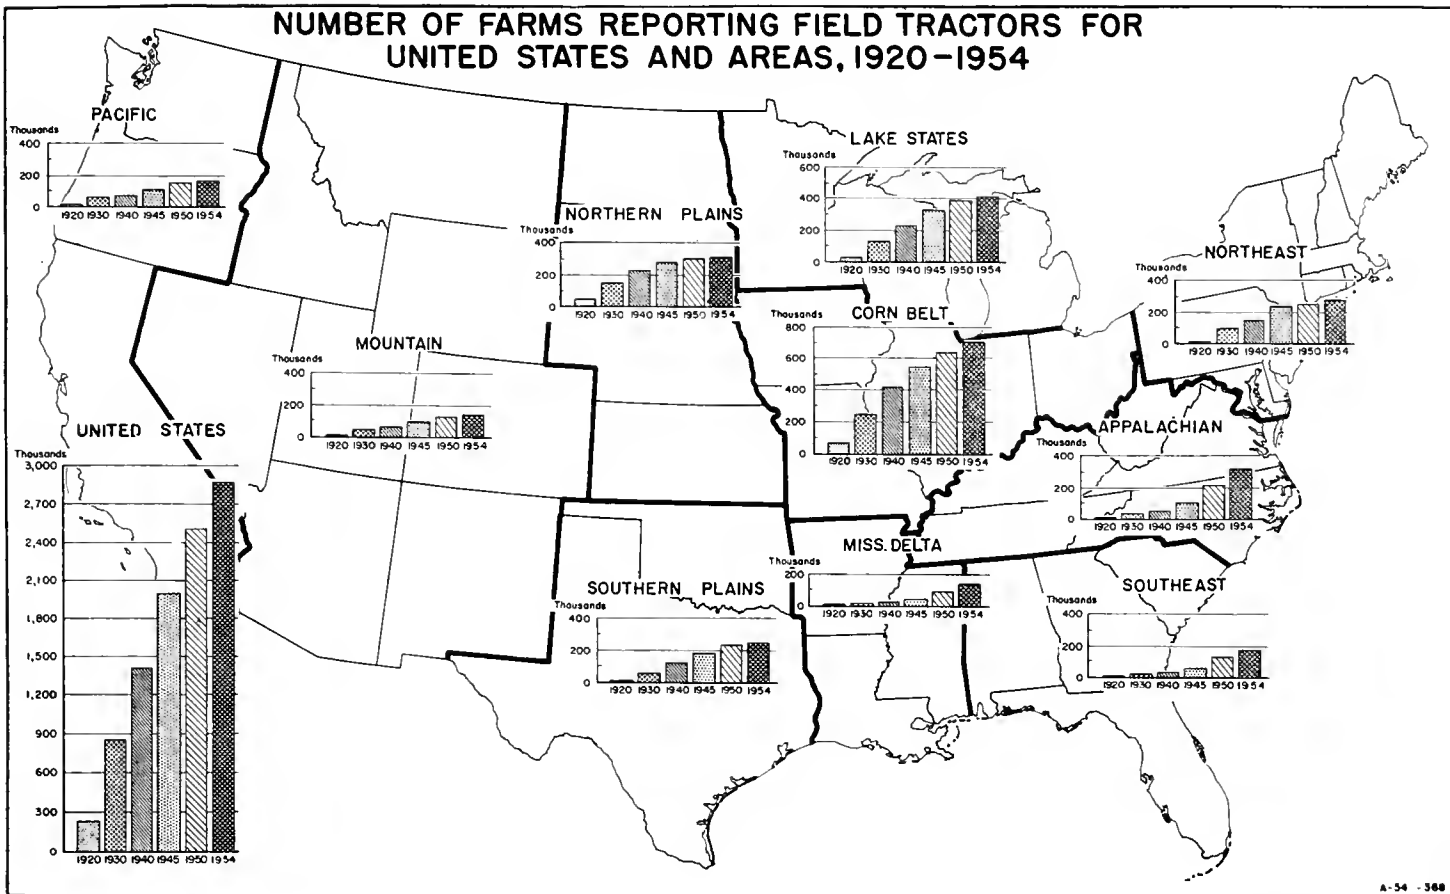 NUMBER OF FARMS REPORTING FIELD TRACTORS FOR
UNITED STATES AND AREAS, 1920-1954
PACIFIC
Thousands
400
200
0
1920 1930 1940 1945 1950 1954
LAKE STATES
Thousands
600
400
200
0
1920 1930 1940 1945 1950 1954
NORTHERN PLAINS
Thousands
400
200
0
1920 1930 1940 1945 1950 1954
NORTHEAST
Thousands
400
200
0
1920 1930 1940 1945 1950 1954
CORN BELT
Thousands
800
600
400
200
0
1920 1930 1940 1945 1950 1954
MOUNTAIN
Thousands
400
200
0
1920 1930 1940 1945 1950 1954
UNITED STATES
Thousands
3,000
2,700
2,400
2,100
1,800
1,500
1,200
900
600
300
0
1920 1930 1940 1945 1950 1954
APPALACHIAN
Thousands
400
200
0
1920 1930 1940 1945 1950 1954
MISS. DELTA
Thousands
200
0
1920 1930 1940 1945 1950 1954
SOUTHERN PLAINS
Thousands
400
200
0
1920 1930 1940 1945 1950 1954
SOUTHEAST
Thousands
400
200
0
1920 1930 1940 1945 1950 1954